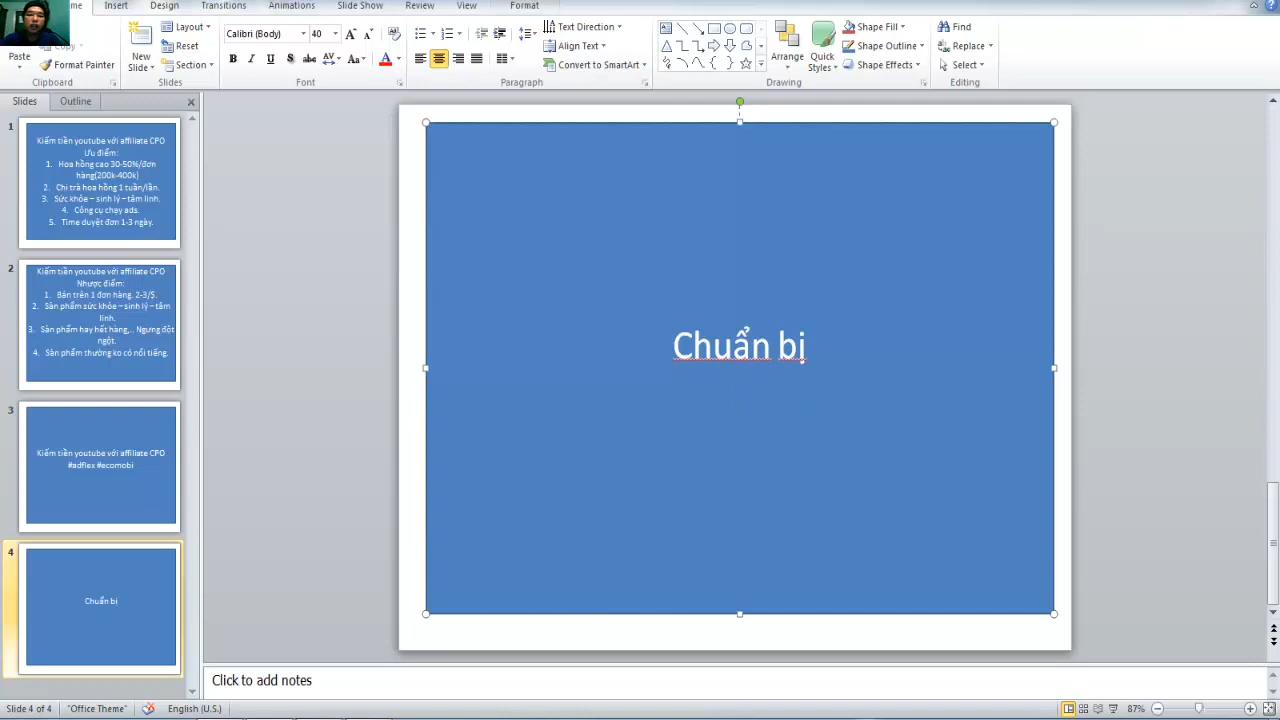 Home Insert Design Transitions Animations Slide Show Review View Format
Paste
Copy
Format Painter
Clipboard
New Slide
Layout
Reset
Section
Slides
Calibri (Body) 40
B I U S abc AV Aa A
Font
Text Direction
Align Text
Convert to SmartArt
Paragraph
Arrange
Quick Styles
Shape Fill
Shape Outline
Shape Effects
Drawing
Find
Replace
Select
Editing
Slides Outline
1
Kiếm tiền youtube với affiliate CPO
Ưu điểm:
1. Hoa hồng cao 30-50%/đơn
hàng(200k-400k)
2. Chi trả hoa hồng 1 tuần/lần.
3. Sức khỏe – sinh lý – tâm linh.
4. Công cụ chạy ads.
5. Time duyệt đơn 1-3 ngày.
2
Kiếm tiền youtube với affiliate CPO
Nhược điểm:
1. Bán trên 1 đơn hàng. 2-3/5.
2. Sản phẩm sức khỏe – sinh lý – tâm
linh.
3. Sản phẩm hay hết hàng,.. Ngưng đột
ngột.
4. Sản phẩm thường ko có nổi tiếng.
3
Kiếm tiền youtube với affiliate CPO
#adflex #ecomobi
4
Chuẩn bị
Chuẩn bị
Click to add notes
Slide 4 of 4 "Office Theme" English (U.S.) 87%